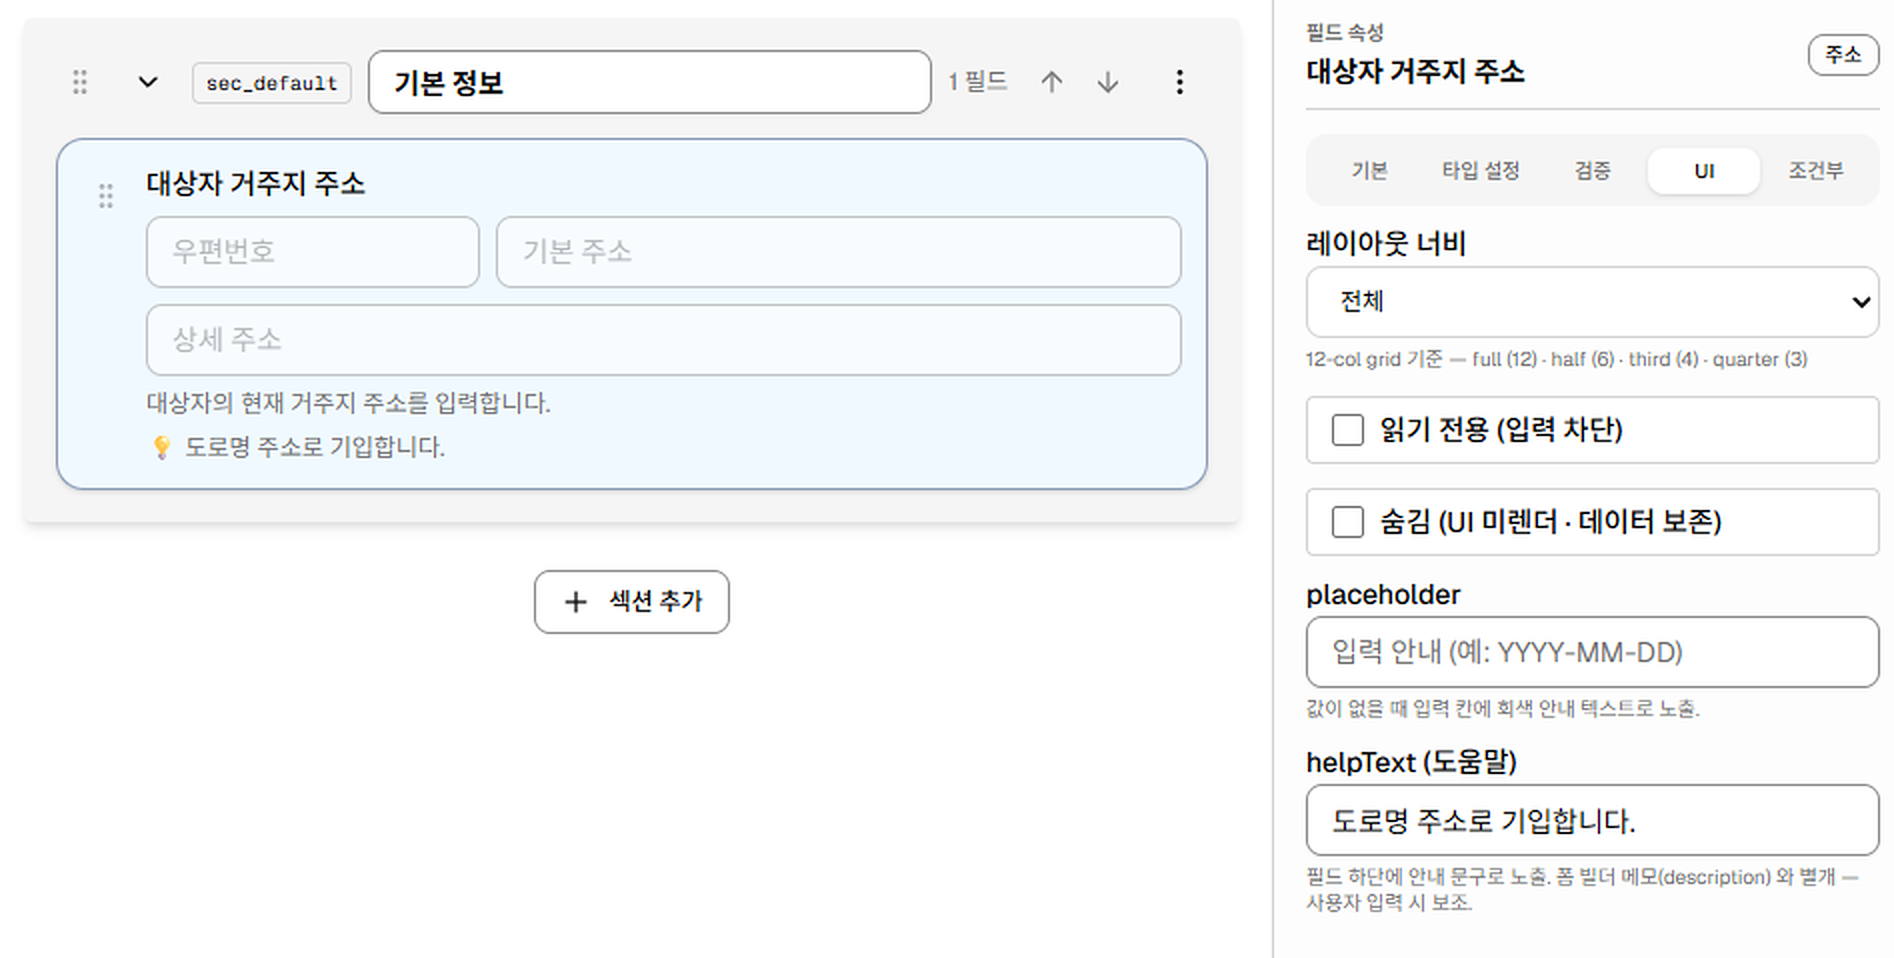 sec_default
기본 정보
1 필드
대상자 거주지 주소
우편번호
기본 주소
상세 주소
대상자의 현재 거주지 주소를 입력합니다.
💡 도로명 주소로 기입합니다.
+ 섹션 추가
필드 속성
대상자 거주지 주소
주소
기본
타입 설정
검증
UI
조건부
레이아웃 너비
전체
12-col grid 기준 — full (12) · half (6) · third (4) · quarter (3)
읽기 전용 (입력 차단)
숨김 (UI 미렌더 · 데이터 보존)
placeholder
입력 안내 (예: YYYY-MM-DD)
값이 없을 때 입력 칸에 회색 안내 텍스트로 노출.
helpText (도움말)
도로명 주소로 기입합니다.
필드 하단에 안내 문구로 노출. 폼 빌더 메모(description) 와 별개 —
사용자 입력 시 보조.